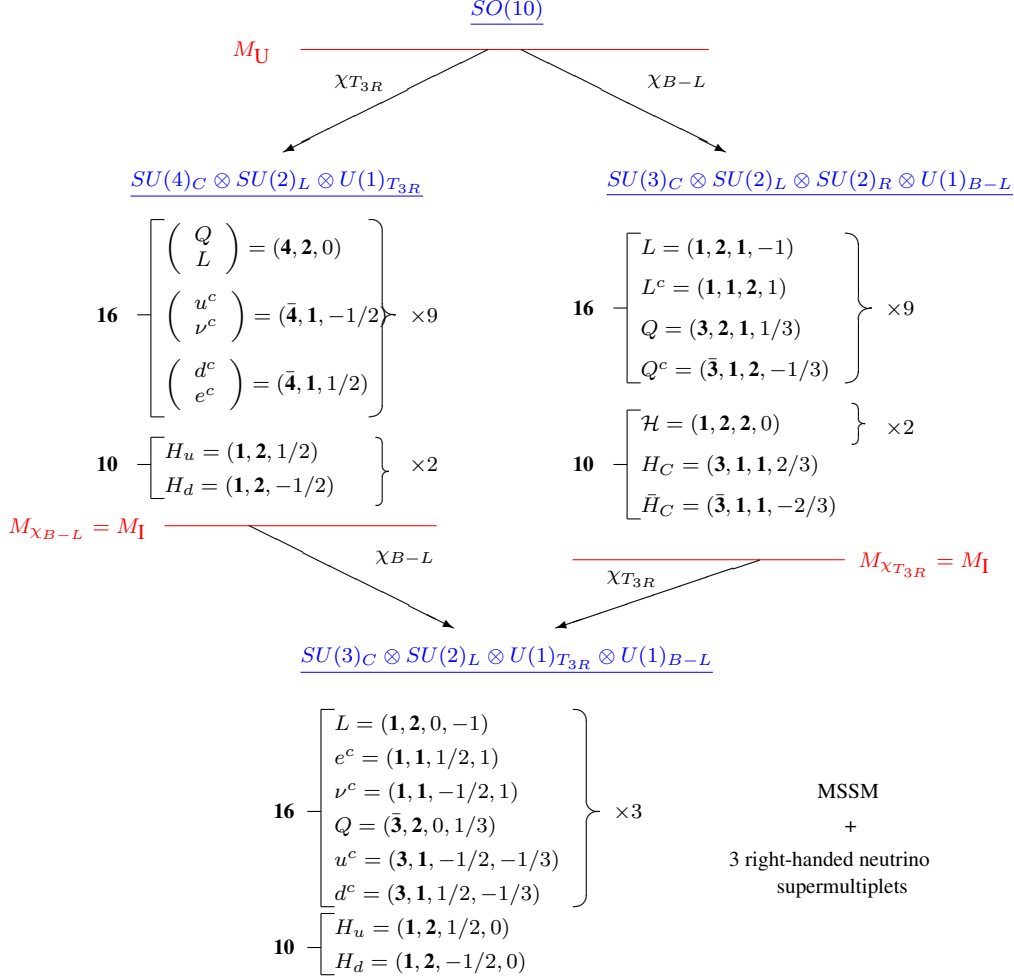 SO(10)
M_U
χ_{T_{3R}}
χ_{B−L}
SU(4)_C ⊗ SU(2)_L ⊗ U(1)_{T_{3R}}
( Q
L ) = (4, 2, 0)
16
( u^c
ν^c ) = (4̄, 1, −1/2)
×9
( d^c
e^c ) = (4̄, 1, 1/2)
10
H_u = (1, 2, 1/2)
H_d = (1, 2, −1/2)
×2
SU(3)_C ⊗ SU(2)_L ⊗ SU(2)_R ⊗ U(1)_{B−L}
16
L = (1, 2, 1, −1)
L^c = (1, 1, 2, 1)
Q = (3, 2, 1, 1/3)
Q^c = (3̄, 1, 2, −1/3)
×9
10
ℋ = (1, 2, 2, 0)
×2
H_C = (3, 1, 1, 2/3)
H̄_C = (3̄, 1, 1, −2/3)
M_{χ_{B−L}} = M_I
χ_{B−L}
χ_{T_{3R}}
M_{χ_{T_{3R}}} = M_I
SU(3)_C ⊗ SU(2)_L ⊗ U(1)_{T_{3R}} ⊗ U(1)_{B−L}
16
L = (1, 2, 0, −1)
e^c = (1, 1, 1/2, 1)
ν^c = (1, 1, −1/2, 1)
Q = (3̄, 2, 0, 1/3)
u^c = (3, 1, −1/2, −1/3)
d^c = (3, 1, 1/2, −1/3)
×3
10
H_u = (1, 2, 1/2, 0)
H_d = (1, 2, −1/2, 0)
MSSM
+
3 right-handed neutrino
supermultiplets